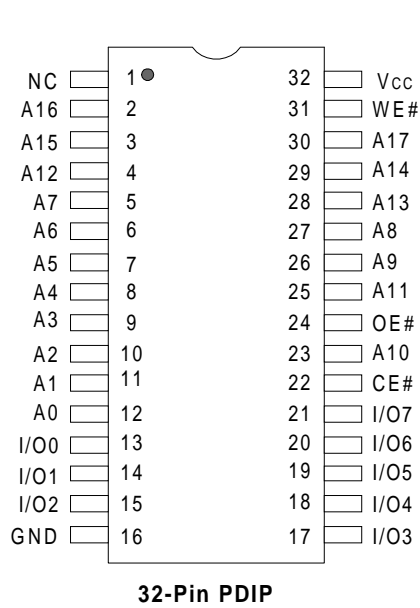 NC 1 32 Vcc
A16 2 31 WE#
A15 3 30 A17
A12 4 29 A14
A7 5 28 A13
A6 6 27 A8
A5 7 26 A9
A4 8 25 A11
A3 9 24 OE#
A2 10 23 A10
A1 11 22 CE#
A0 12 21 I/O7
I/O0 13 20 I/O6
I/O1 14 19 I/O5
I/O2 15 18 I/O4
GND 16 17 I/O3
32-Pin PDIP